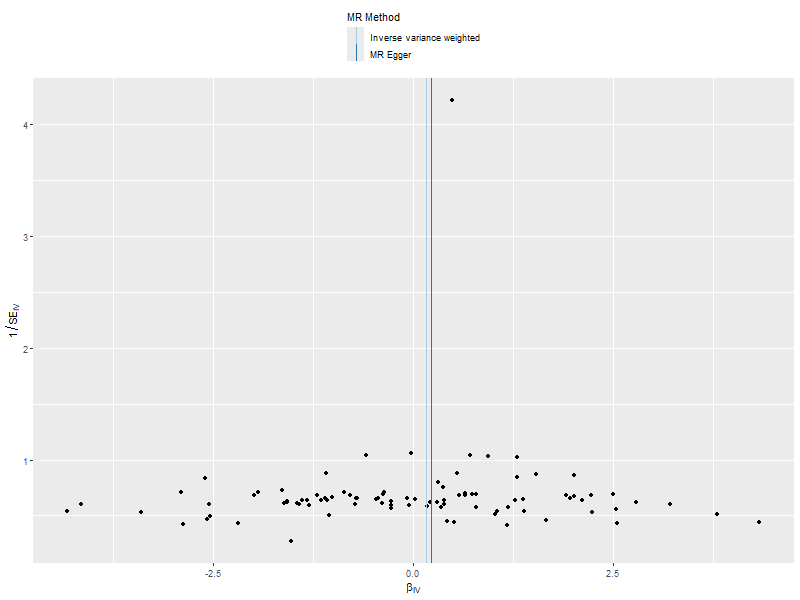 MR Method
Inverse variance weighted
MR Egger
4
3
2
1
1/SE_IV
-2.5 0.0 2.5
β_IV